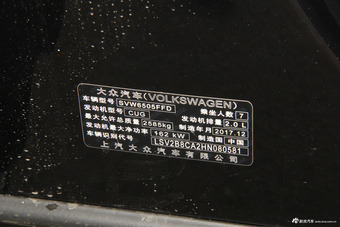 大众汽车(VOLKSWAGEN)
车辆型号 SVW6505FFD 乘坐人数 7
发动机型号 CUG 发动机排量 2.0 L
最大允许总质量 2585kg 制造年月 2017.12
发动机最大净功率 162 kW 制造国 中国
车辆识别代号 LSV2B8CA2HN080581
上汽大众汽车有限公司